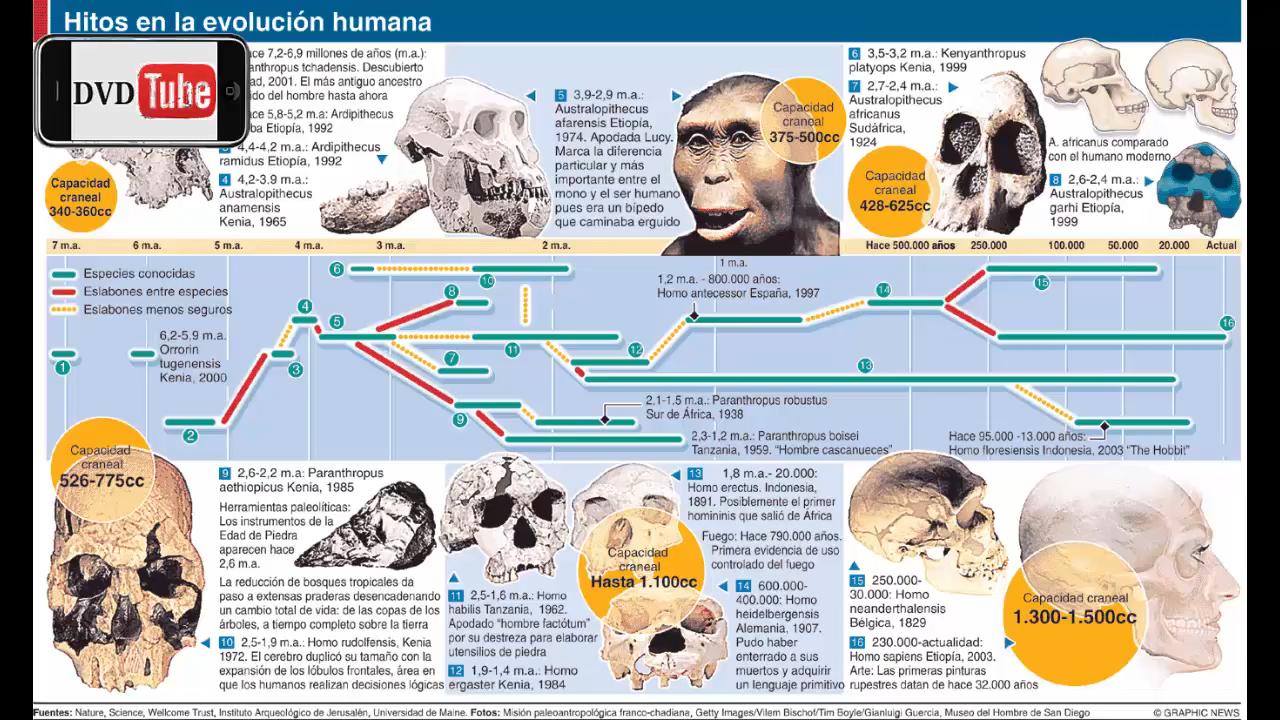 Hitos en la evolución humana
DVD Tube
ace 7,2-6,9 millones de años (m.a.):
anthropus tchadensis. Descubierto
ad, 2001. El más antiguo ancestro
do del hombre hasta ahora
ace 5,8-5,2 m.a: Ardipithecus
ba Etiopía, 1992
4,4-4,2 m.a.: Ardipithecus
ramidus Etiopía, 1992
4 4,2-3,9 m.a.:
Australopithecus
anamensis
Kenia, 1965
Capacidad
craneal
340-360cc
5 3,9-2,9 m.a.:
Australopithecus
afarensis Etiopía,
1974. Apodada Lucy.
Marca la diferencia
particular y más
importante entre el
mono y el ser humano
pues era un bípedo
que caminaba erguido
Capacidad
craneal
375-500cc
6 3,5-3,2 m.a.: Kenyanthropus
platyops Kenia, 1999
7 2,7-2,4 m.a.:
Australopithecus
africanus
Sudáfrica,
1924
Capacidad
craneal
428-625cc
A. africanus comparado
con el humano moderno
8 2,6-2,4 m.a.:
Australopithecus
garhi Etiopía,
1999
7 m.a. 6 m.a. 5 m.a. 4 m.a. 3 m.a. 2 m.a. Hace 500.000 años 250.000 100.000 50.000 20.000 Actual
1 m.a.
Especies conocidas
Eslabones entre especies
Eslabones menos seguros
6,2-5,9 m.a.
Orrorin
tugenensis
Kenia, 2000
1,2 m.a. - 800.000 años:
Homo antecessor España, 1997
1
2
3
4
5
6
7
8
9
10
11
12
13
14
15
16
2.1-1.5 m.a.: Paranthropus robustus
Sur de África, 1938
2,3-1,2 m.a.: Paranthropus boisei
Tanzania, 1959. “Hombre cascanueces”
Hace 95.000 -13.000 años:
Homo floresiensis Indonesia, 2003 “The Hobbit”
Capacidad
craneal
526-775cc
9 2,6-2,2 m.a: Paranthropus
aethiopicus Kenia, 1985
Herramientas paleolíticas:
Los instrumentos de la
Edad de Piedra
aparecen hace
2,6 m.a.
La reducción de bosques tropicales da
paso a extensas praderas desencadenando
un cambio total de vida: de las copas de los
árboles, a tiempo completo sobre la tierra
10 2,5-1,9 m.a.: Homo rudolfensis, Kenia
1972. El cerebro duplicó su tamaño con la
expansión de los lóbulos frontales, área en
que los humanos realizan decisiones lógicas
11 2,5-1,6 m.a.: Homo
habilis Tanzania, 1962.
Apodado “hombre factótum”
por su destreza para elaborar
utensilios de piedra
12 1,9-1,4 m.a.: Homo
ergaster Kenia, 1984
Capacidad
craneal
Hasta 1.100cc
13 1,8 m.a.- 20.000:
Homo erectus. Indonesia,
1891. Posiblemente el primer
homininis que salió de África
Fuego: Hace 790.000 años.
Primera evidencia de uso
controlado del fuego
14 600.000-
400.000: Homo
heidelbergensis
Alemania, 1907.
Pudo haber
enterrado a sus
muertos y adquirir
un lenguaje primitivo
15 250.000-
30.000: Homo
neanderthalensis
Bélgica, 1829
16 230.000-actualidad:
Homo sapiens Etiopía, 2003.
Arte: Las primeras pinturas
rupestres datan de hace 32.000 años
Capacidad craneal
1.300-1.500cc
Fuentes: Nature, Science, Wellcome Trust, Instituto Arqueológico de Jerusalén, Universidad de Maine. Fotos: Misión paleoantropológica franco-chadiana, Getty Images/Vilem Bischof/Tim Boyle/Gianluigi Guercia, Museo del Hombre de San Diego
© GRAPHIC NEWS